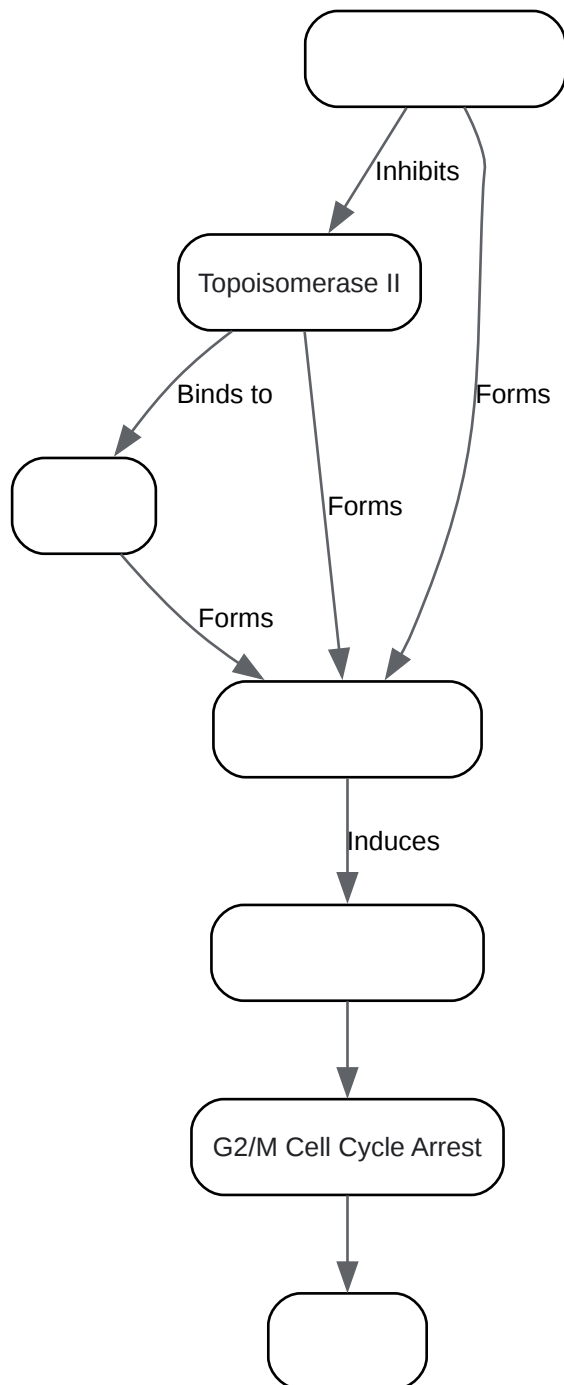 Inhibits
Topoisomerase II
Binds to
Forms
Forms
Forms
Induces
G2/M Cell Cycle Arrest